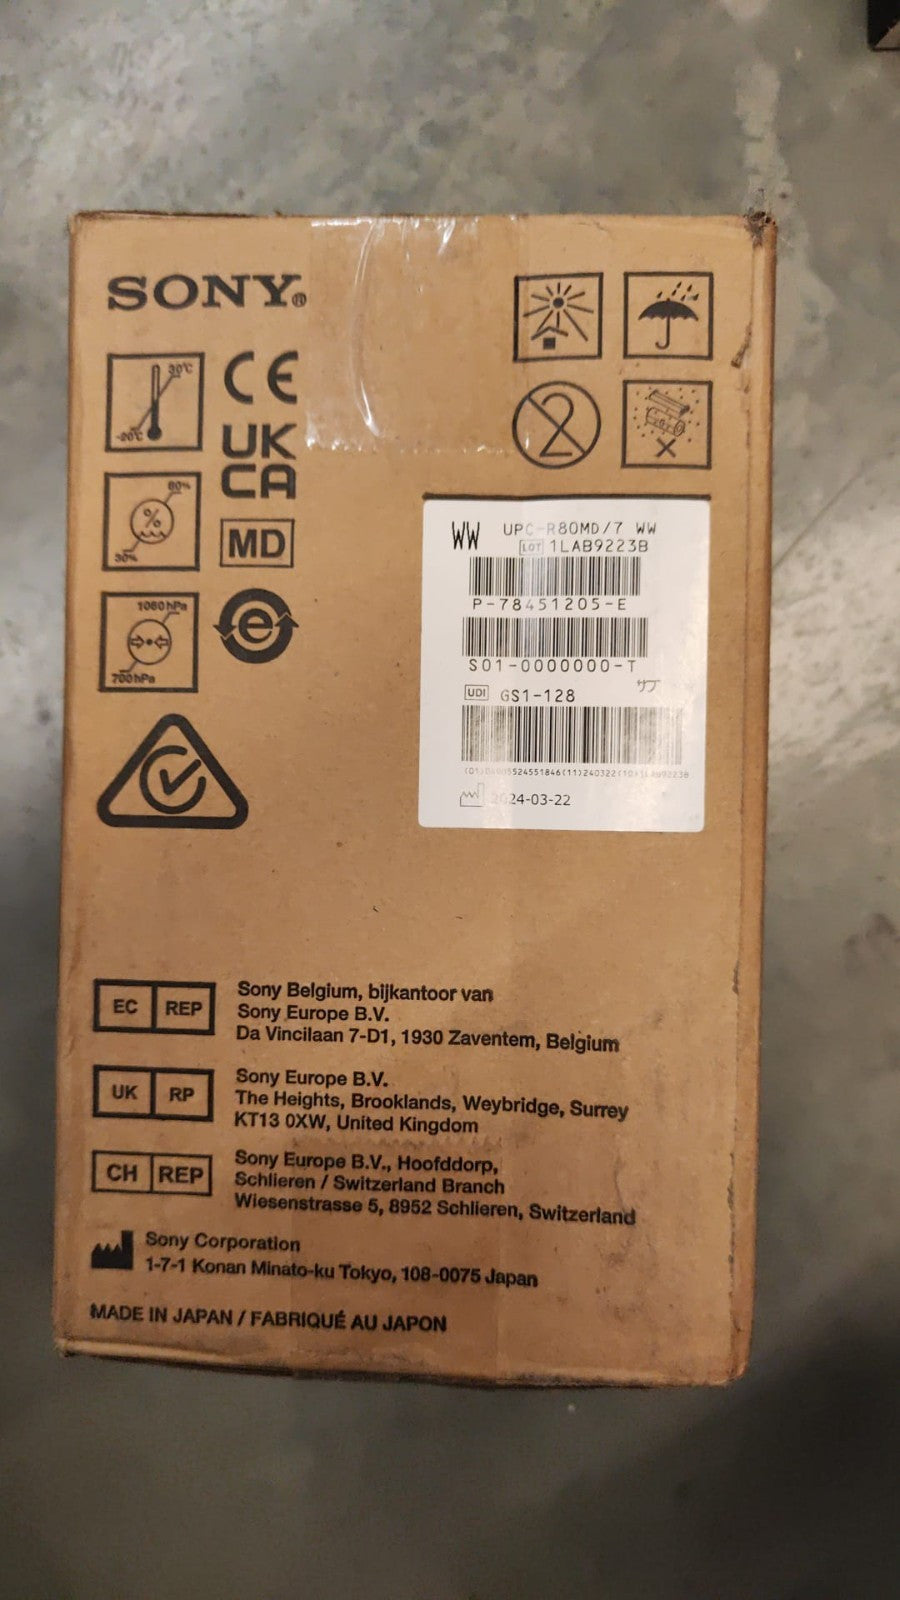 SONY®
30℃
-20℃
CE
UK
CA
80%
%
30%
MD
1060hPa
700hPa
e
2
WW UPC-R80MD/7 WW
LOT 1LAB9223B
P-78451205-E
S01-0000000-T
サプ
UDI GS1-128
24-03-22
EC REP
Sony Belgium, bijkantoor van
Sony Europe B.V.
Da Vincilaan 7-D1, 1930 Zaventem, Belgium
UK RP
Sony Europe B.V.
The Heights, Brooklands, Weybridge, Surrey
KT13 0XW, United Kingdom
CH REP
Sony Europe B.V., Hoofddorp,
Schlieren / Switzerland Branch
Wiesenstrasse 5, 8952 Schlieren, Switzerland
Sony Corporation
1-7-1 Konan Minato-ku Tokyo, 108-0075 Japan
MADE IN JAPAN / FABRIQUÉ AU JAPON